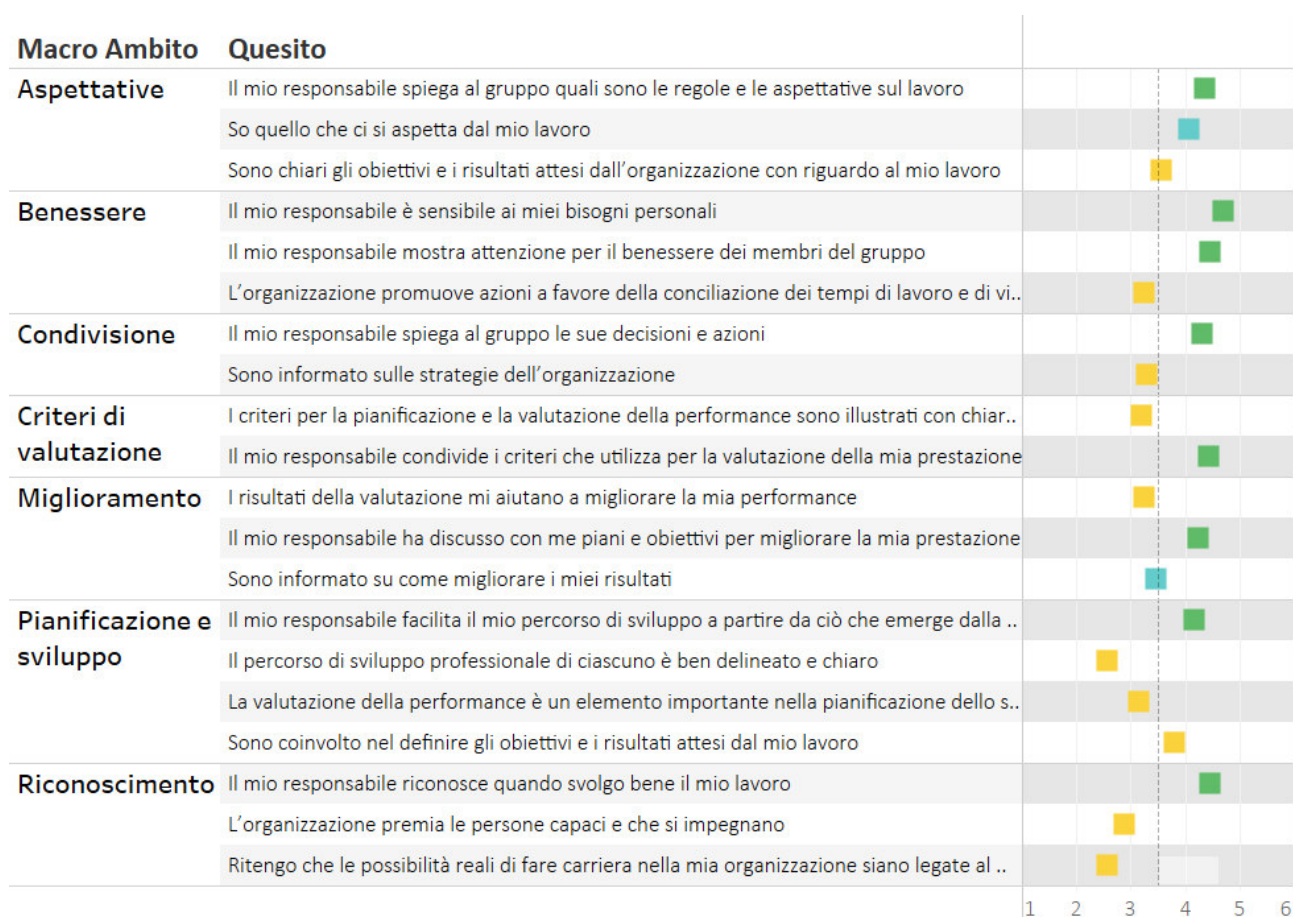 Macro Ambito Quesito
Aspettative Il mio responsabile spiega al gruppo quali sono le regole e le aspettative sul lavoro
So quello che ci si aspetta dal mio lavoro
Sono chiari gli obiettivi e i risultati attesi dall'organizzazione con riguardo al mio lavoro
Benessere Il mio responsabile è sensibile ai miei bisogni personali
Il mio responsabile mostra attenzione per il benessere dei membri del gruppo
L'organizzazione promuove azioni a favore della conciliazione dei tempi di lavoro e di vi..
Condivisione Il mio responsabile spiega al gruppo le sue decisioni e azioni
Sono informato sulle strategie dell'organizzazione
Criteri di valutazione I criteri per la pianificazione e la valutazione della performance sono illustrati con chiar..
Il mio responsabile condivide i criteri che utilizza per la valutazione della mia prestazione
Miglioramento I risultati della valutazione mi aiutano a migliorare la mia performance
Il mio responsabile ha discusso con me piani e obiettivi per migliorare la mia prestazione
Sono informato su come migliorare i miei risultati
Pianificazione e sviluppo Il mio responsabile facilita il mio percorso di sviluppo a partire da ciò che emerge dalla ..
Il percorso di sviluppo professionale di ciascuno è ben delineato e chiaro
La valutazione della performance è un elemento importante nella pianificazione dello s..
Sono coinvolto nel definire gli obiettivi e i risultati attesi dal mio lavoro
Riconoscimento Il mio responsabile riconosce quando svolgo bene il mio lavoro
L'organizzazione premia le persone capaci e che si impegnano
Ritengo che le possibilità reali di fare carriera nella mia organizzazione siano legate al ..
1 2 3 4 5 6